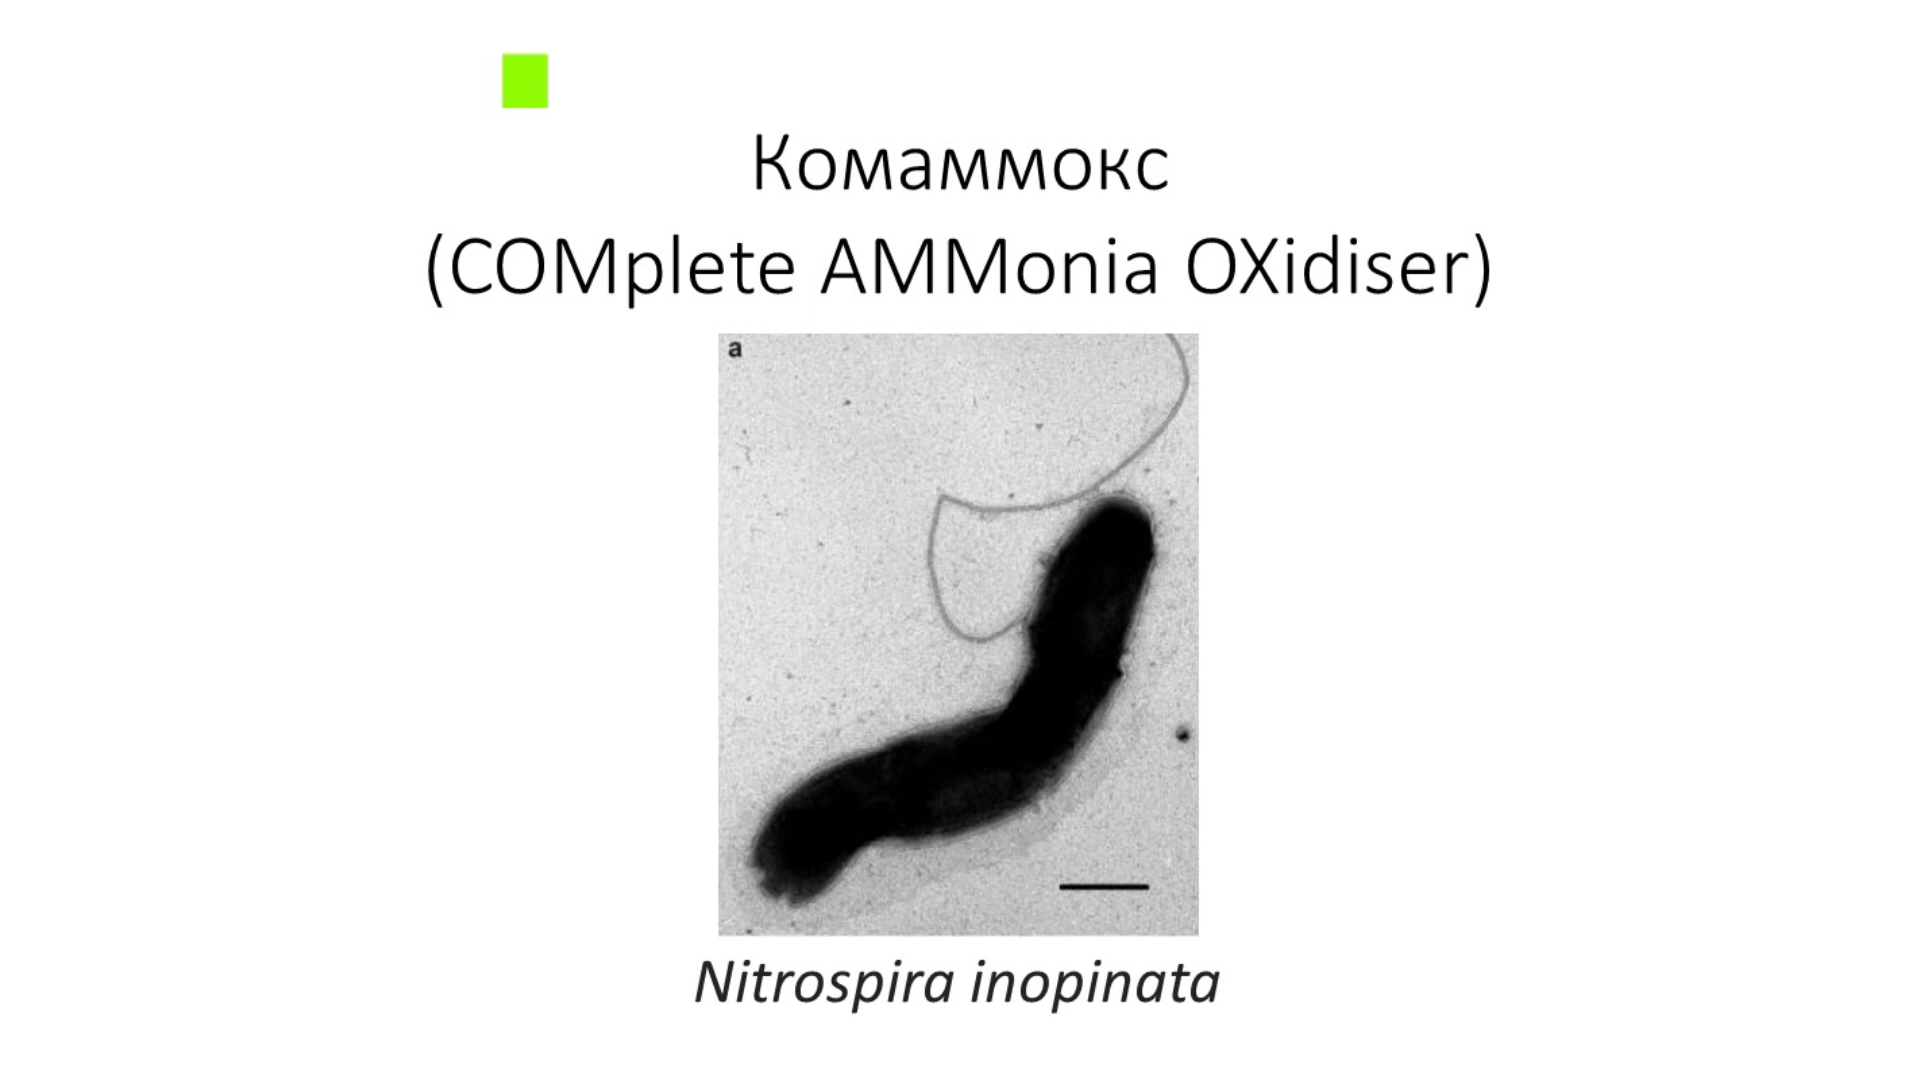 Комаммокс
(COMplete AMMonia OXidiser)
a
Nitrospira inopinata